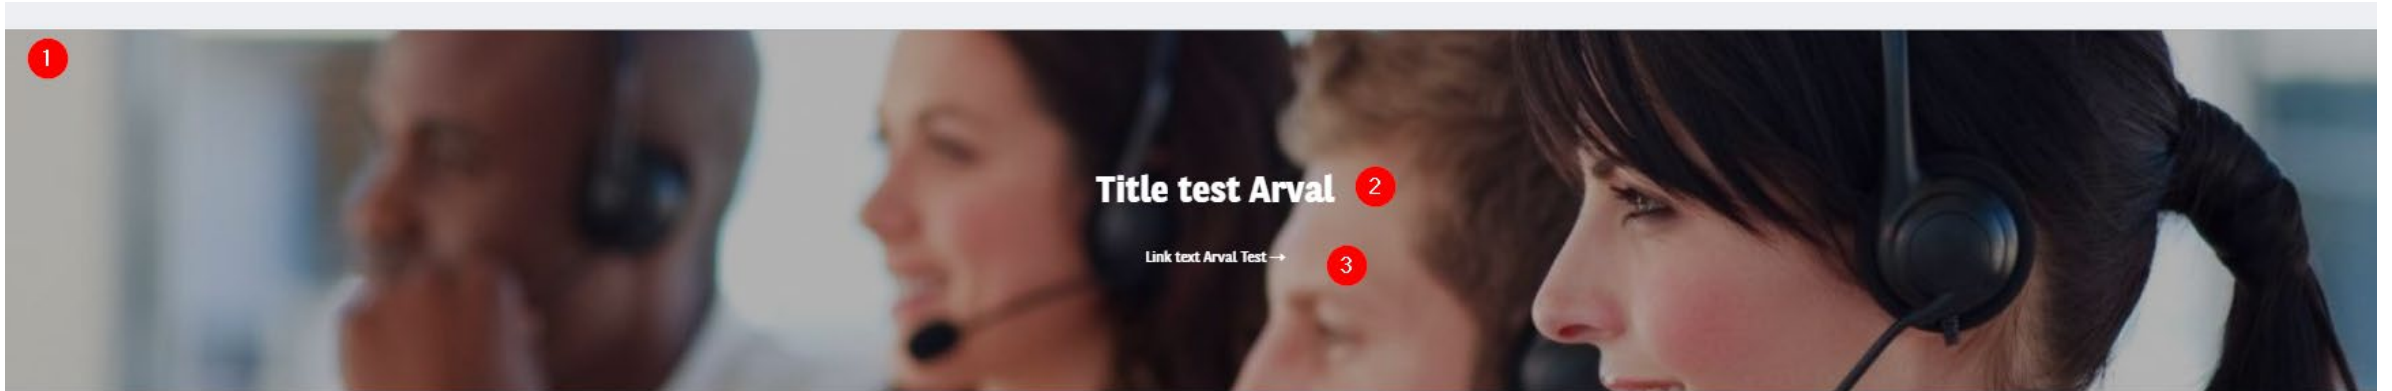 1
Title test Arval 2
Link text Arval Test→ 3